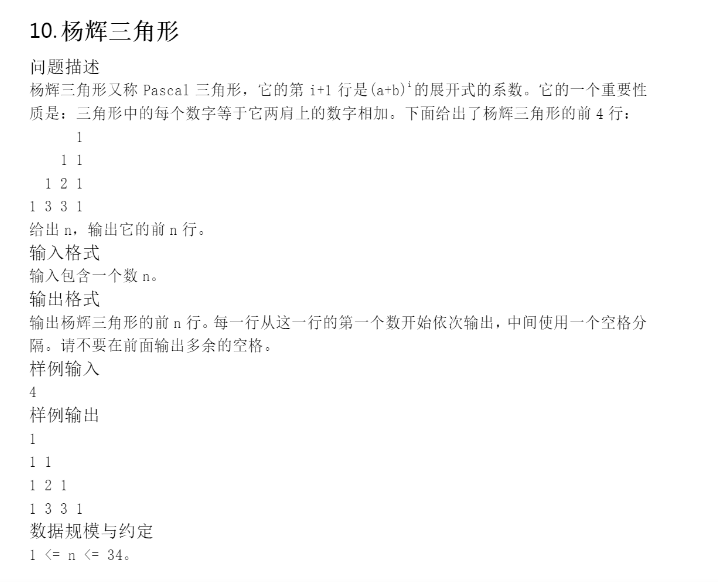 10.杨辉三角形
问题描述
杨辉三角形又称 Pascal 三角形，它的第 i+1 行是(a+b)ⁱ的展开式的系数。它的一个重要性
质是：三角形中的每个数字等于它两肩上的数字相加。下面给出了杨辉三角形的前 4 行：
1
1 1
1 2 1
1 3 3 1
给出 n，输出它的前 n 行。
输入格式
输入包含一个数 n。
输出格式
输出杨辉三角形的前 n 行。每一行从这一行的第一个数开始依次输出，中间使用一个空格分
隔。请不要在前面输出多余的空格。
样例输入
4
样例输出
1
1 1
1 2 1
1 3 3 1
数据规模与约定
1 <= n <= 34。